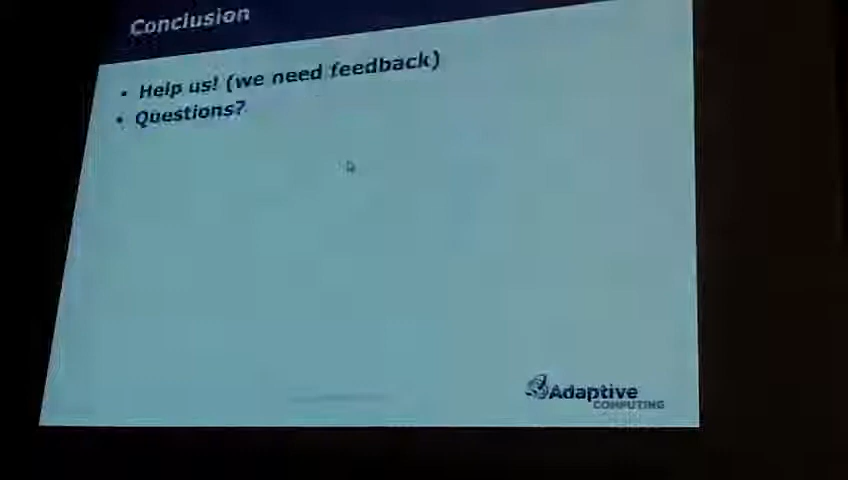 Conclusion
• Help us! (we need feedback)
• Questions?
Adaptive
COMPUTING